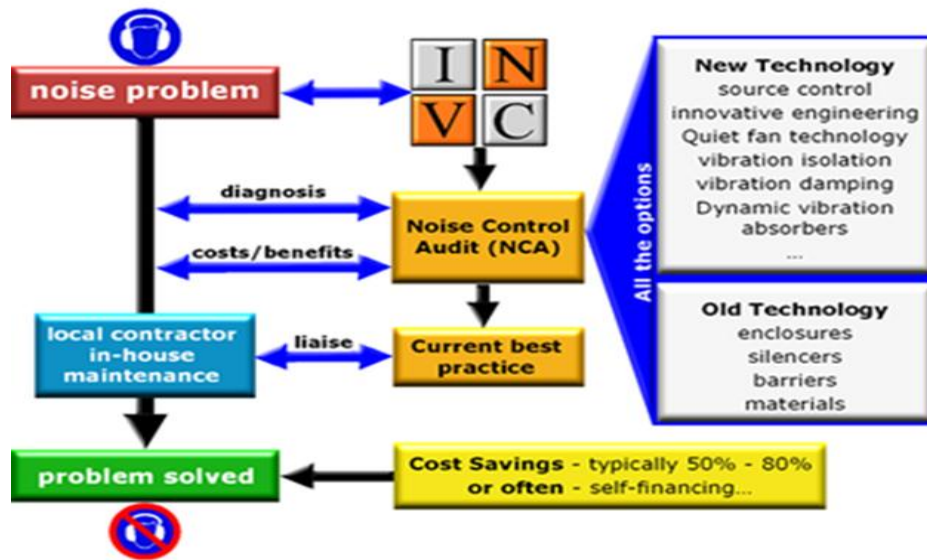 noise problem
I N
V C
diagnosis
costs/benefits
Noise Control
Audit (NCA)
local contractor
in-house
maintenance
liaise
Current best
practice
problem solved
Cost Savings - typically 50% - 80%
or often - self-financing...
All the options
New Technology
source control
innovative engineering
Quiet fan technology
vibration isolation
vibration damping
Dynamic vibration
absorbers
...
Old Technology
enclosures
silencers
barriers
materials